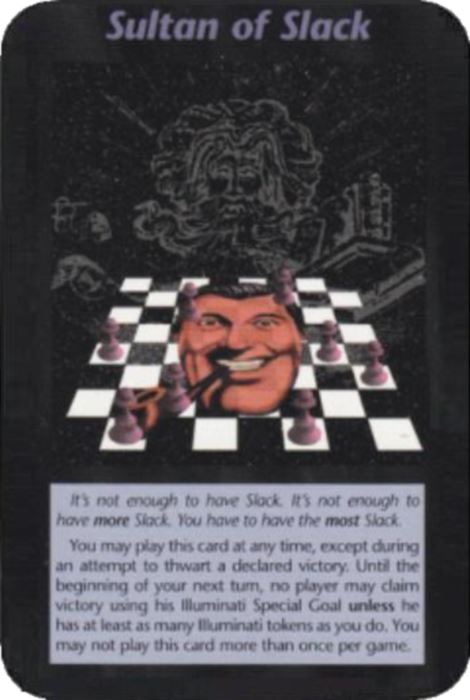 Sultan of Slack
It's not enough to have Slack. It's not enough to
have more Slack. You have to have the most Slack.
You may play this card at any time, except during
an attempt to thwart a declared victory. Until the
beginning of your next turn, no player may claim
victory using his Illuminati Special Goal unless he
has at least as many Illuminati tokens as you do. You
may not play this card more than once per game.